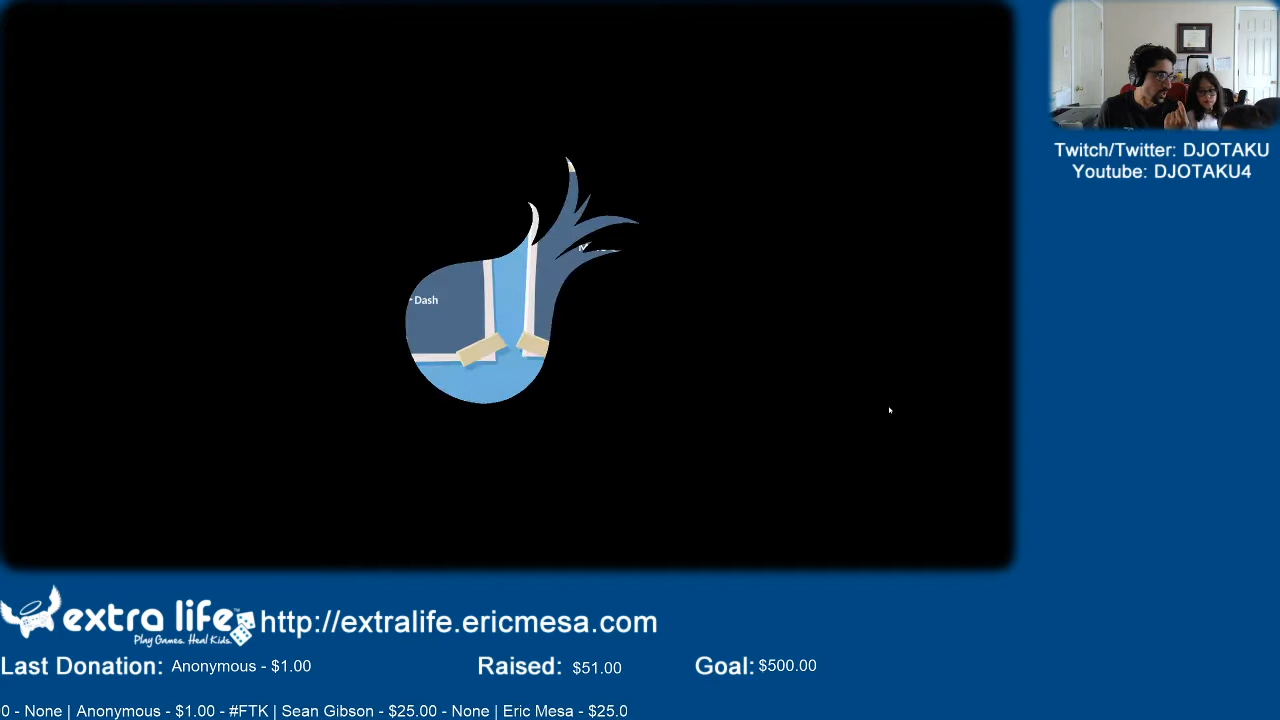 Dash
Twitch/Twitter: DJOTAKU
Youtube: DJOTAKU4
extra life
Play Games. Heal Kids.
http://extralife.ericmesa.com
Last Donation: Anonymous - $1.00
Raised: $51.00
Goal: $500.00
0 - None | Anonymous - $1.00 - #FTK | Sean Gibson - $25.00 - None | Eric Mesa - $25.0